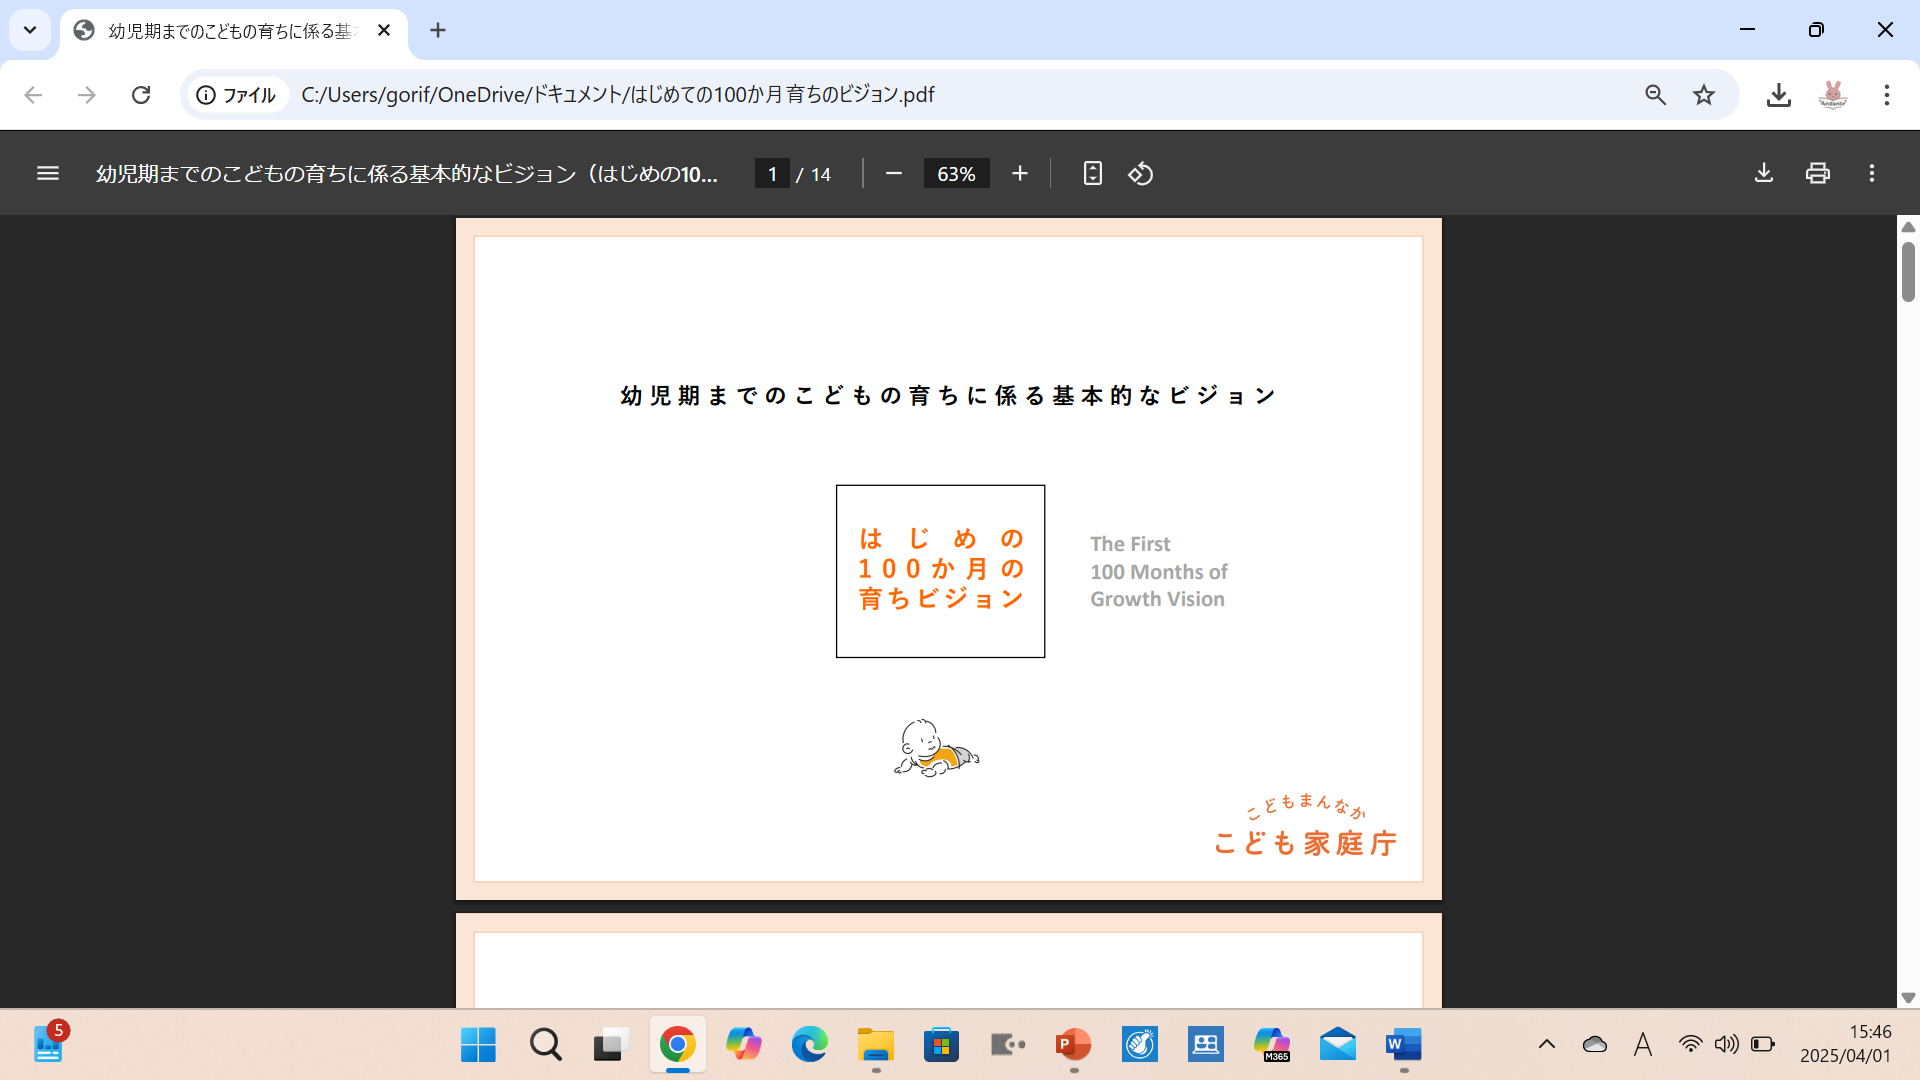 幼児期までのこどもの育ちに係る基
ファイル
C:/Users/gorif/OneDrive/ドキュメント/はじめての100か月育ちのビジョン.pdf
幼児期までのこどもの育ちに係る基本的なビジョン（はじめの10...
1 / 14
63%
幼児期までのこどもの育ちに係る基本的なビジョン
はじめの
100か月の
育ちビジョン
The First
100 Months of
Growth Vision
こどもまんなか
こども家庭庁
5
P
M365
W
A
15:46
2025/04/01